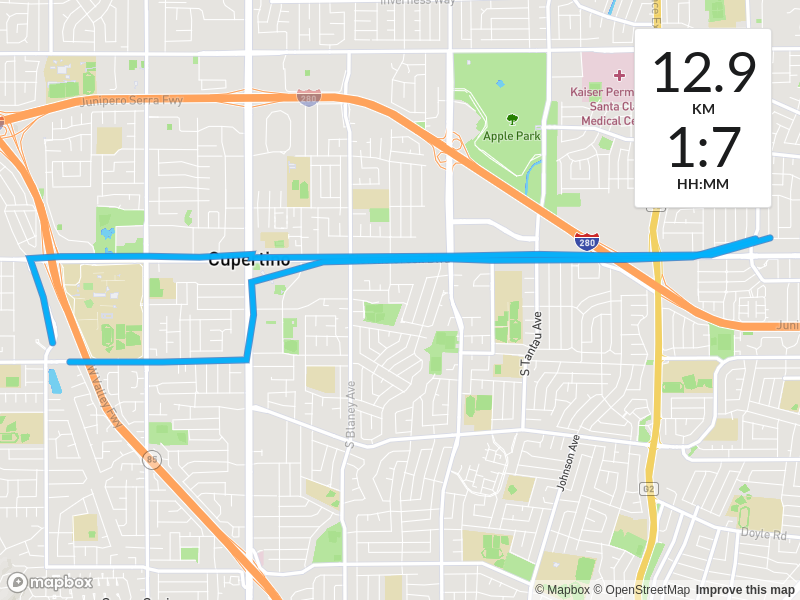 Inverness Way
Junipero Serra Fwy
280
Apple Park
Kaiser Perm
Santa Cla
Medical Ce
12.9
KM
1:7
HH:MM
Cupertino
280
Juni
S Tantau Ave
W Valley Fwy
S Blaney Ave
85
Johnson Ave
G2
Doyle Rd
mapbox
© Mapbox © OpenStreetMap Improve this map